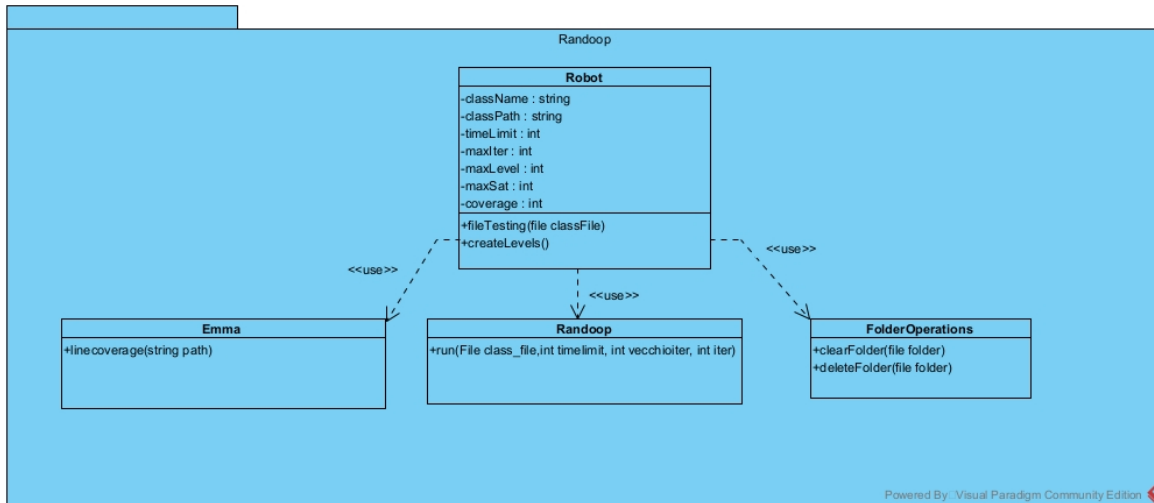 Randoop
Robot
-className : string
-classPath : string
-timeLimit : int
-maxIter : int
-maxLevel : int
-maxSat : int
-coverage : int
+fileTesting(file classFile)
+createLevels()
<<use>>
<<use>>
<<use>>
Emma
+linecoverage(string path)
Randoop
+run(File class_file,int timelimit, int vecchioiter, int iter)
FolderOperations
+clearFolder(file folder)
+deleteFolder(file folder)
Powered By: Visual Paradigm Community Edition